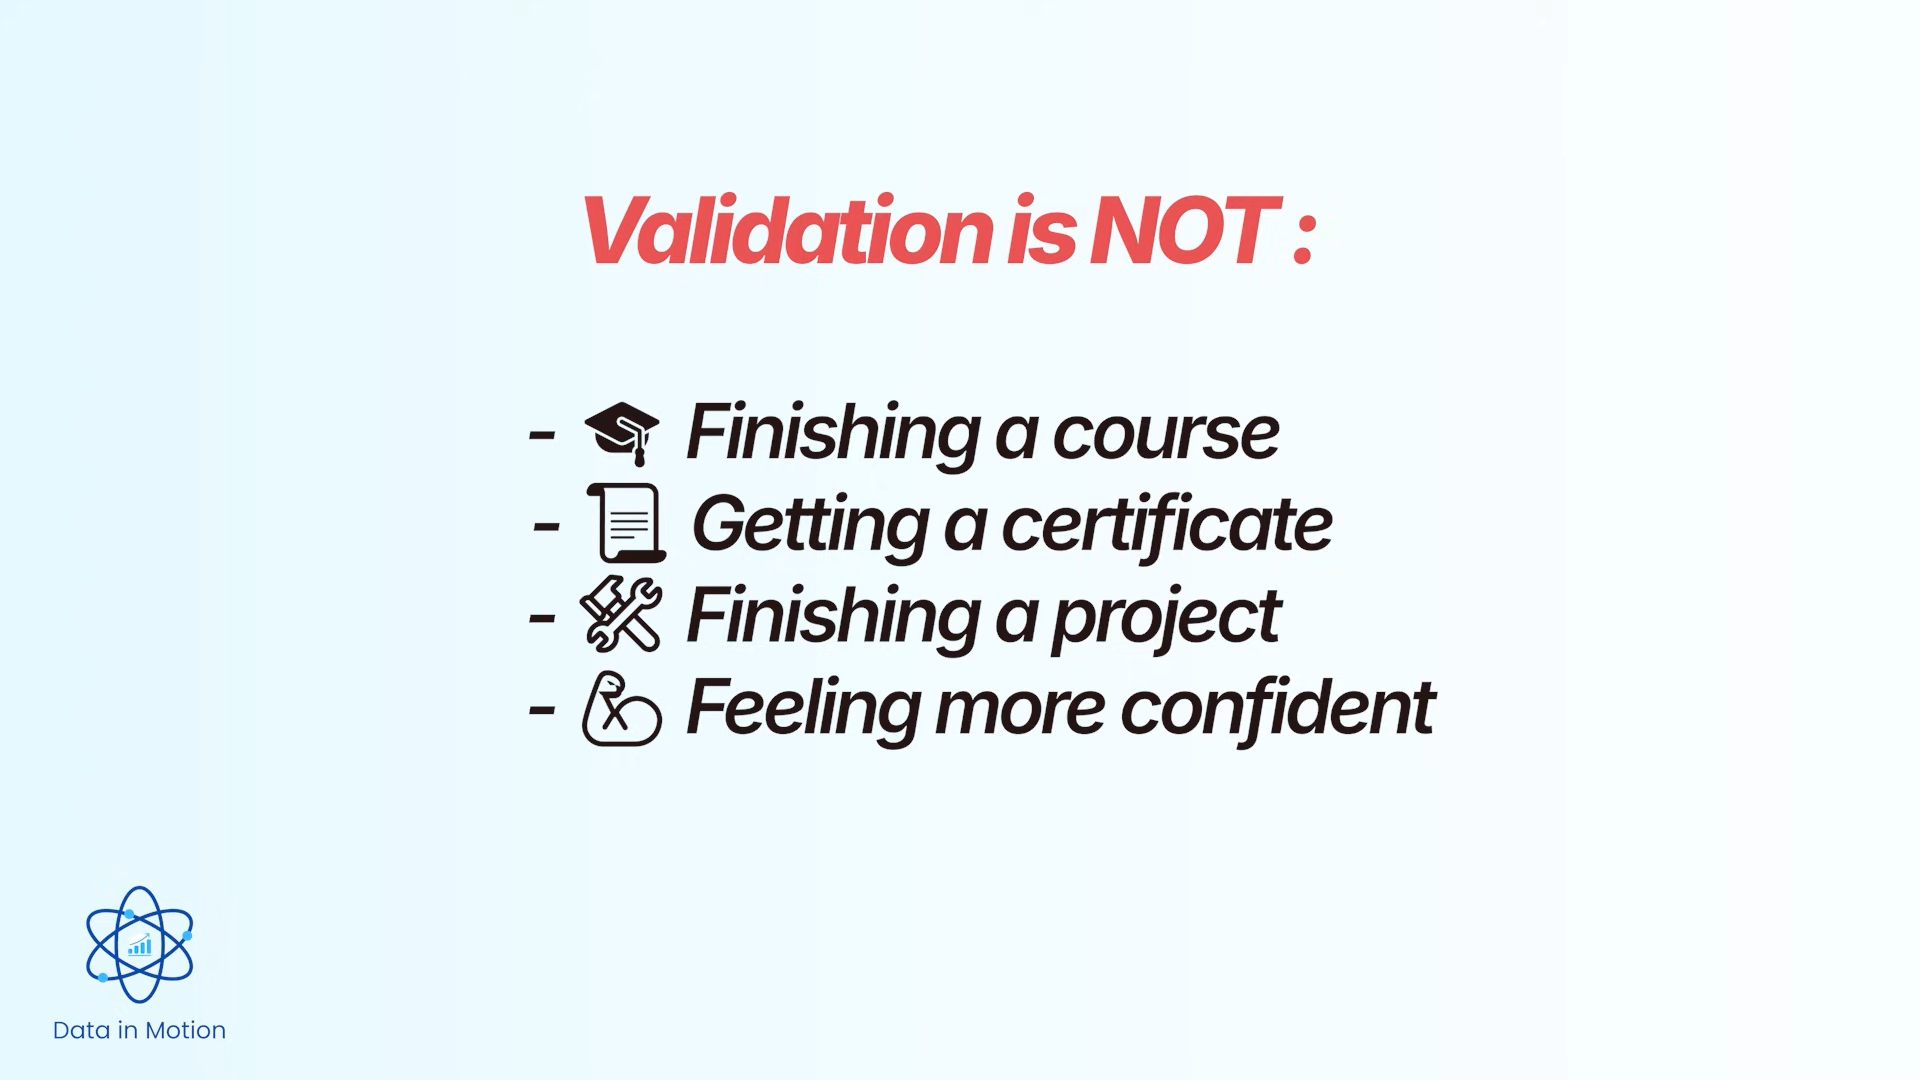 Validation is NOT :
- Finishing a course
- Getting a certificate
- Finishing a project
- Feeling more confident
Data in Motion